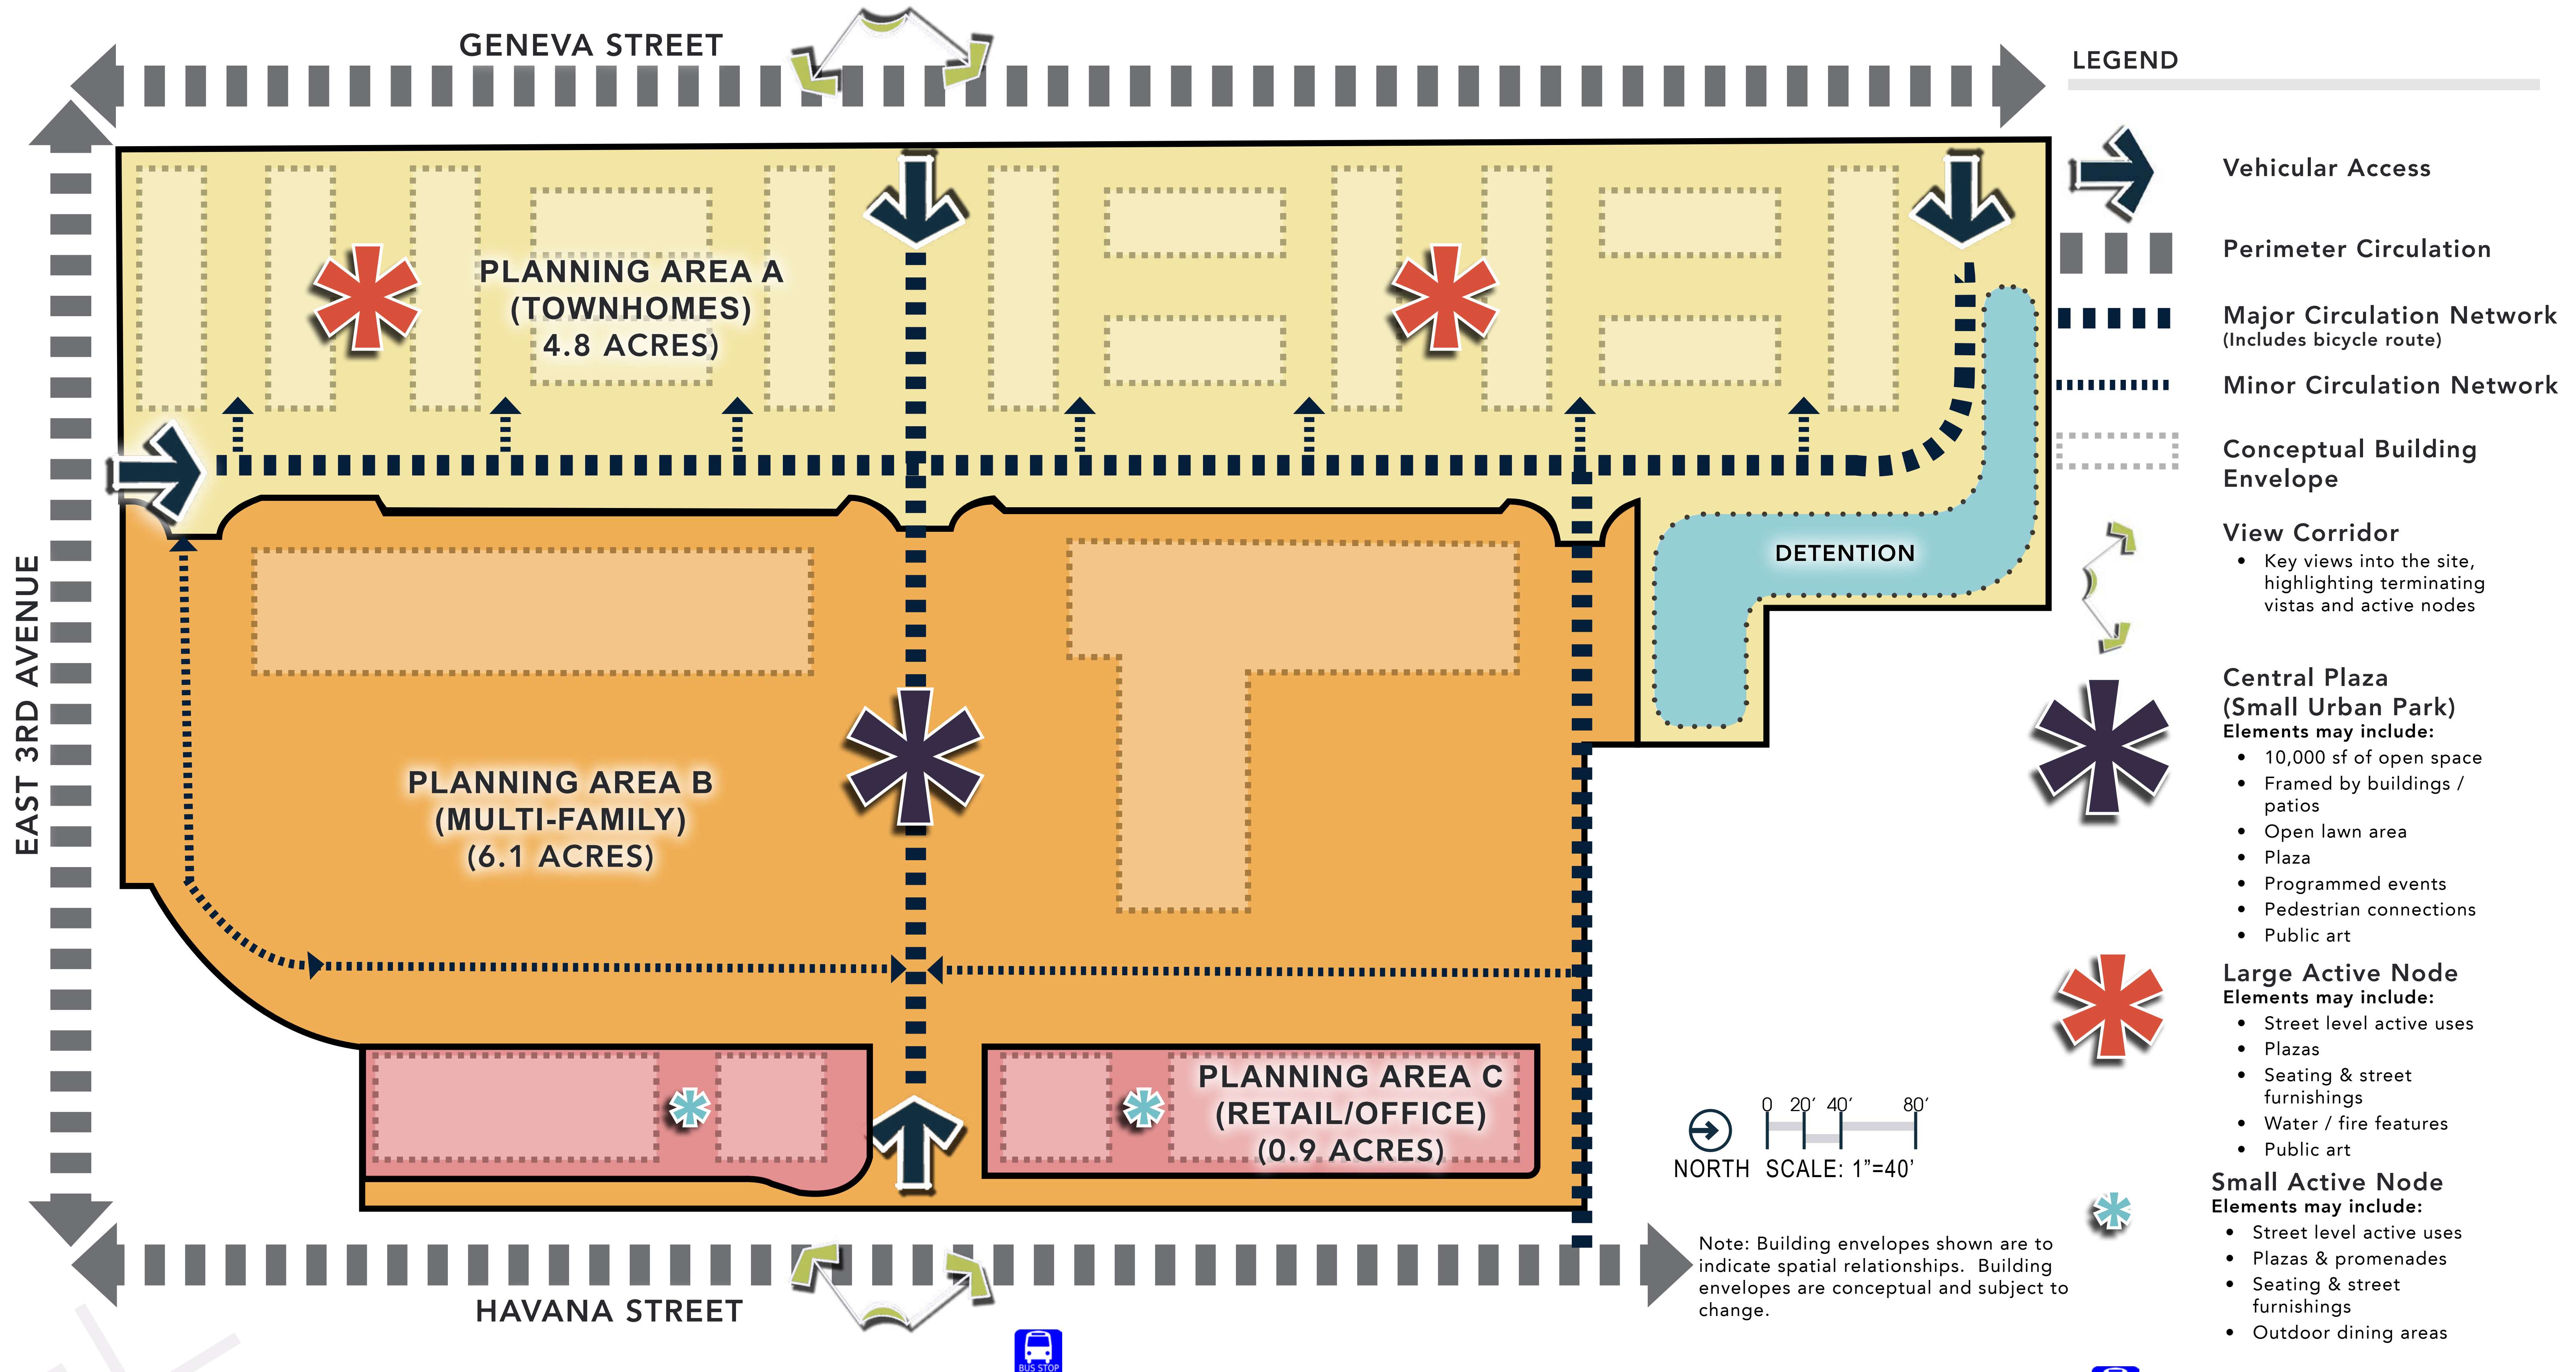 GENEVA STREET
EAST 3RD AVENUE
PLANNING AREA A
(TOWNHOMES)
4.8 ACRES)
DETENTION
PLANNING AREA B
(MULTI-FAMILY)
(6.1 ACRES)
PLANNING AREA C
(RETAIL/OFFICE)
(0.9 ACRES)
HAVANA STREET
BUS STOP
0 20' 40' 80'
NORTH SCALE: 1"=40'
Note: Building envelopes shown are to
indicate spatial relationships. Building
envelopes are conceptual and subject to
change.
LEGEND
Vehicular Access
Perimeter Circulation
Major Circulation Network
(Includes bicycle route)
Minor Circulation Network
Conceptual Building
Envelope
View Corridor
• Key views into the site,
highlighting terminating
vistas and active nodes
Central Plaza
(Small Urban Park)
Elements may include:
• 10,000 sf of open space
• Framed by buildings /
patios
• Open lawn area
• Plaza
• Programmed events
• Pedestrian connections
• Public art
Large Active Node
Elements may include:
• Street level active uses
• Plazas
• Seating & street
furnishings
• Water / fire features
• Public art
Small Active Node
Elements may include:
• Street level active uses
• Plazas & promenades
• Seating & street
furnishings
• Outdoor dining areas